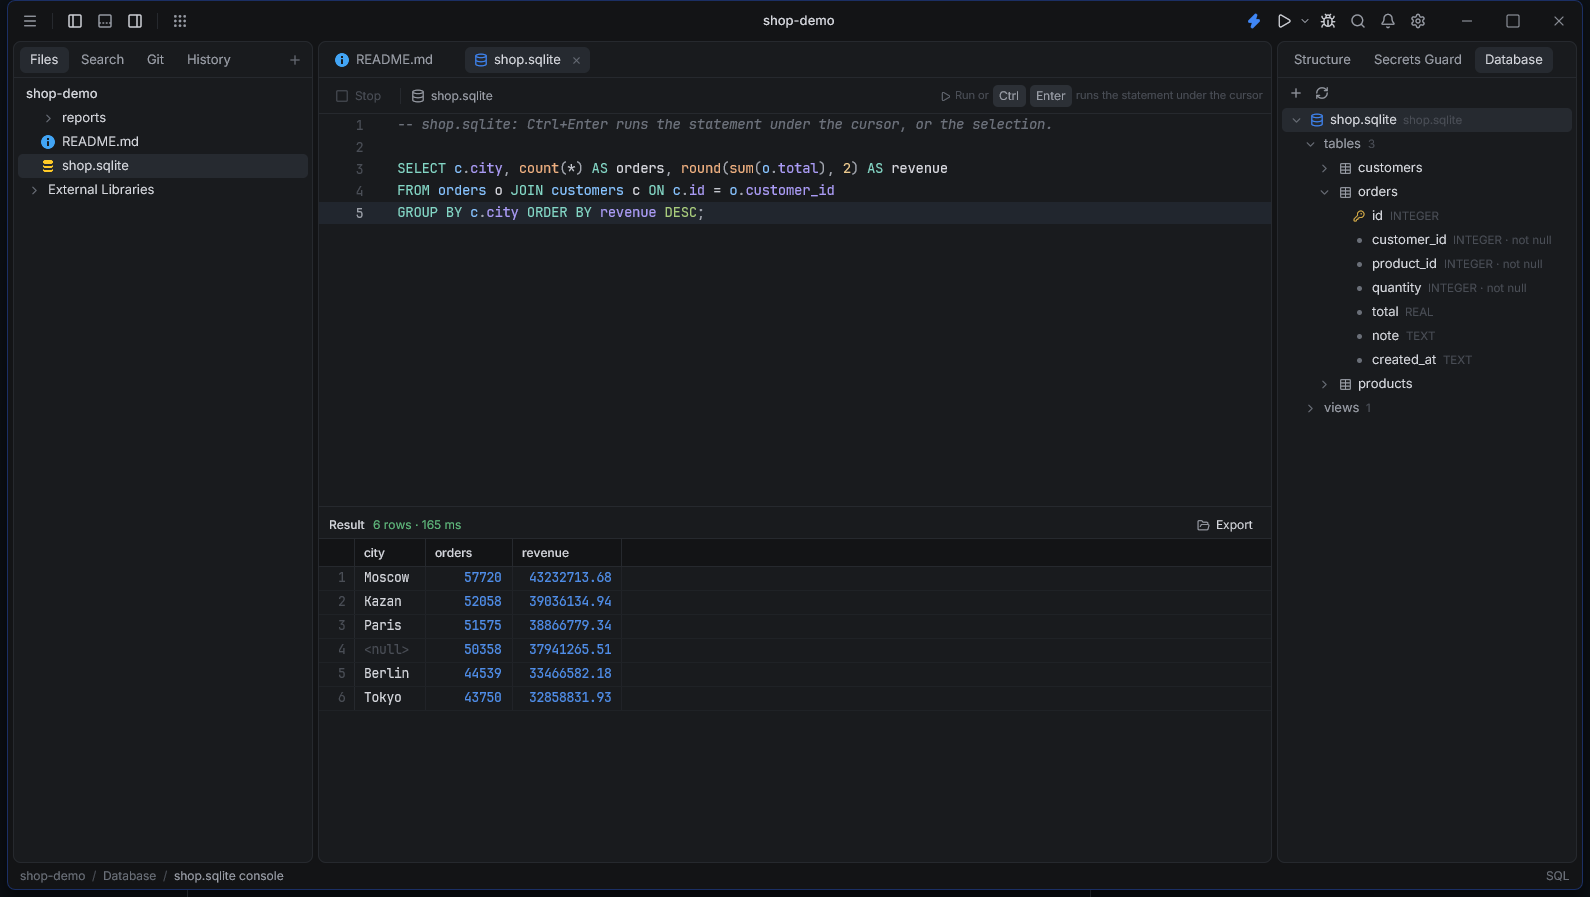 shop-demo
Files Search Git History
shop-demo
reports
README.md
shop.sqlite
External Libraries
README.md shop.sqlite
Stop shop.sqlite Run or Ctrl Enter runs the statement under the cursor
1 -- shop.sqlite: Ctrl+Enter runs the statement under the cursor, or the selection.
2
3 SELECT c.city, count(*) AS orders, round(sum(o.total), 2) AS revenue
4 FROM orders o JOIN customers c ON c.id = o.customer_id
5 GROUP BY c.city ORDER BY revenue DESC;
Result 6 rows · 165 ms Export
city orders revenue
1 Moscow 57720 43232713.68
2 Kazan 52058 39036134.94
3 Paris 51575 38866779.34
4 <null> 50358 37941265.51
5 Berlin 44539 33466582.18
6 Tokyo 43750 32858831.93
Structure Secrets Guard Database
shop.sqlite shop.sqlite
tables 3
customers
orders
id INTEGER
customer_id INTEGER · not null
product_id INTEGER · not null
quantity INTEGER · not null
total REAL
note TEXT
created_at TEXT
products
views 1
shop-demo / Database / shop.sqlite console SQL